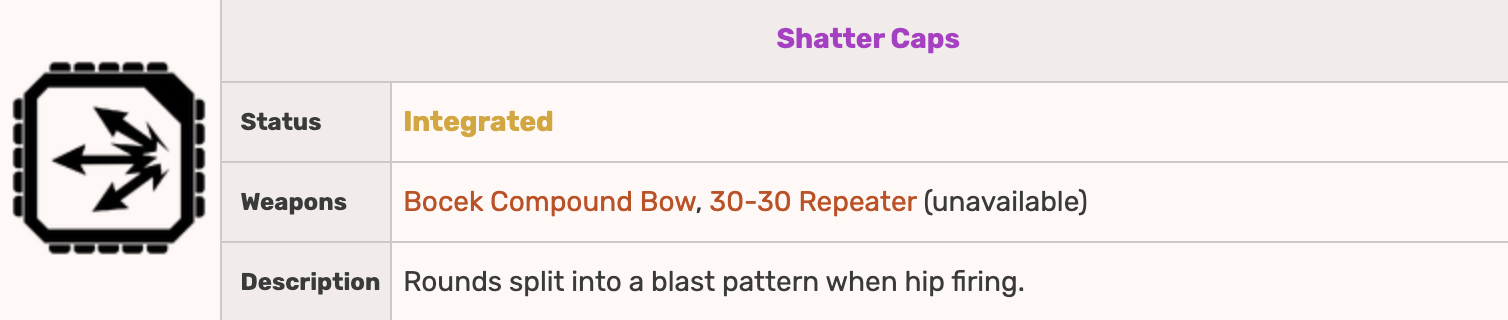 Shatter Caps
Status Integrated
Weapons Bocek Compound Bow, 30-30 Repeater (unavailable)
Description Rounds split into a blast pattern when hip firing.